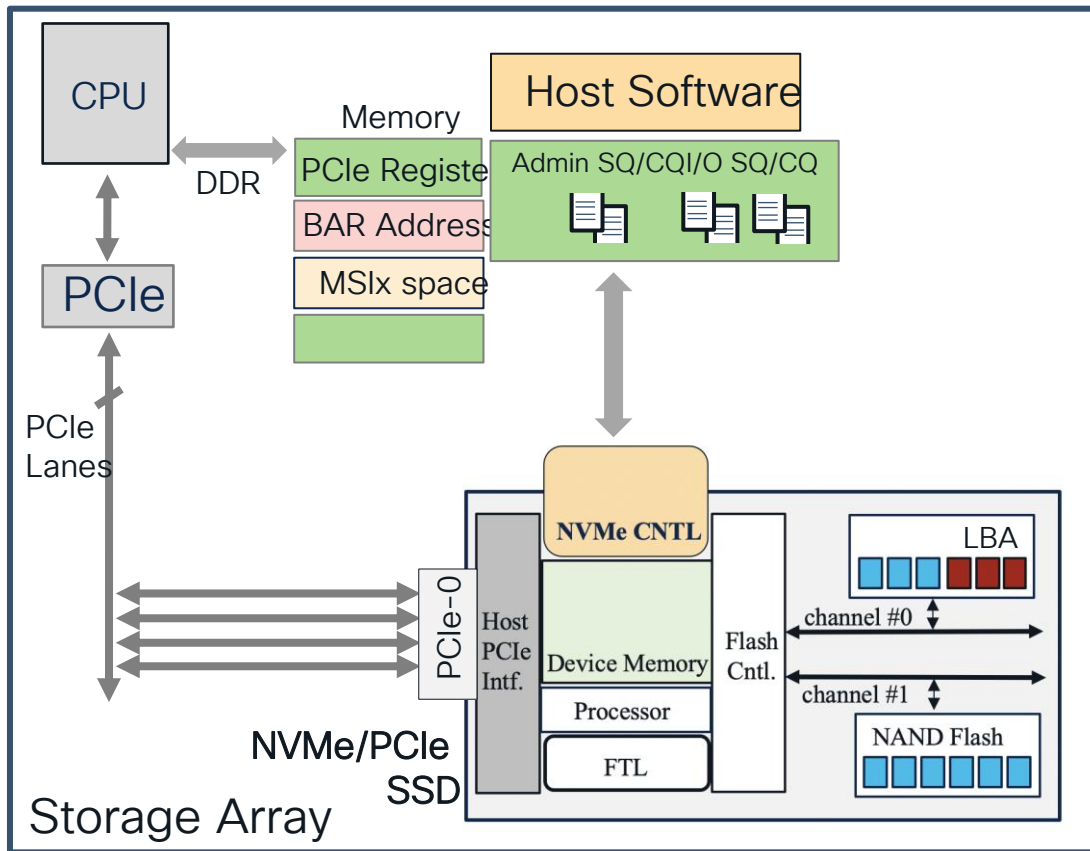 CPU
Host Software
Memory
DDR
PCIe Registe
Admin SQ/CQI/O SQ/CQ
BAR Address
MSIx space
PCIe
PCIe
Lanes
NVMe CNTL
LBA
PCIe-0
Host
PCIe
Intf.
Device Memory
Flash
Cntl.
channel #0
channel #1
Processor
NAND Flash
FTL
NVMe/PCIe
SSD
Storage Array